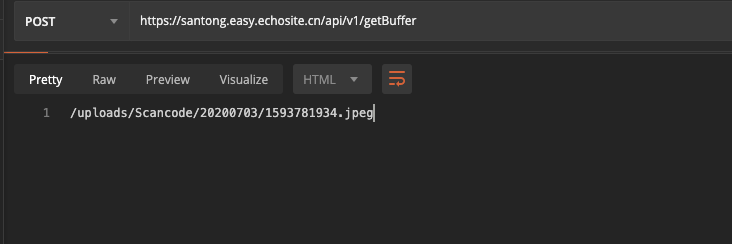 POST https://santong.easy.echosite.cn/api/v1/getBuffer
Pretty Raw Preview Visualize HTML
1 /uploads/Scancode/20200703/1593781934.jpeg